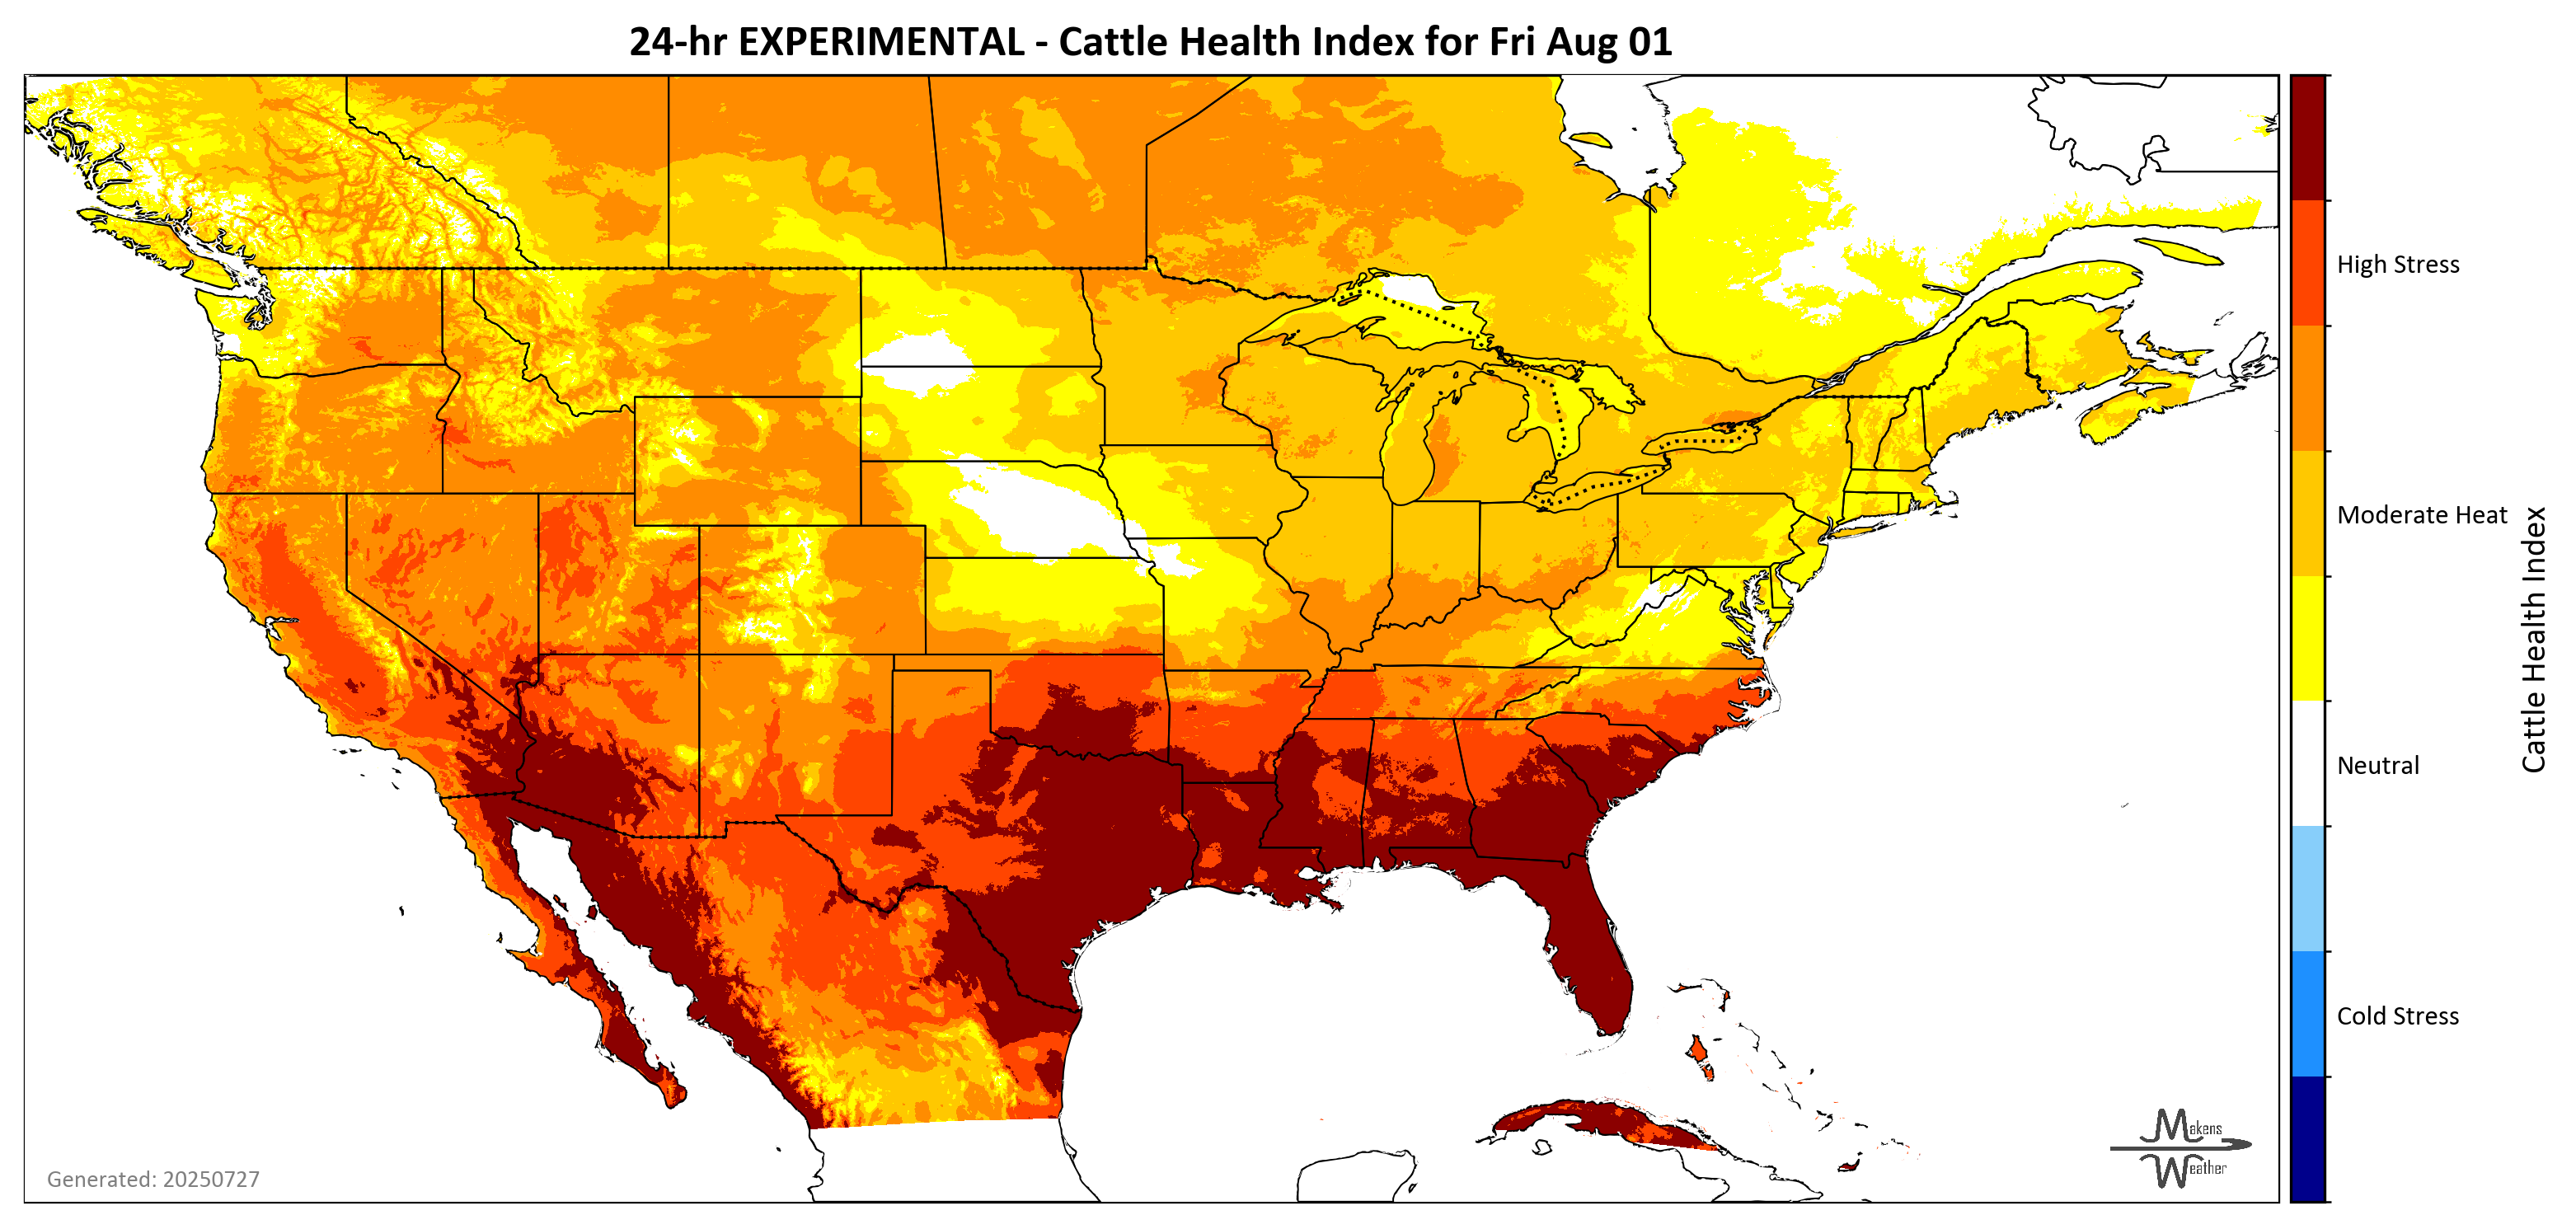 24-hr EXPERIMENTAL - Cattle Health Index for Fri Aug 01
High Stress
Moderate Heat
Neutral
Cold Stress
Cattle Health Index
Makens
Weather
Generated: 20250727